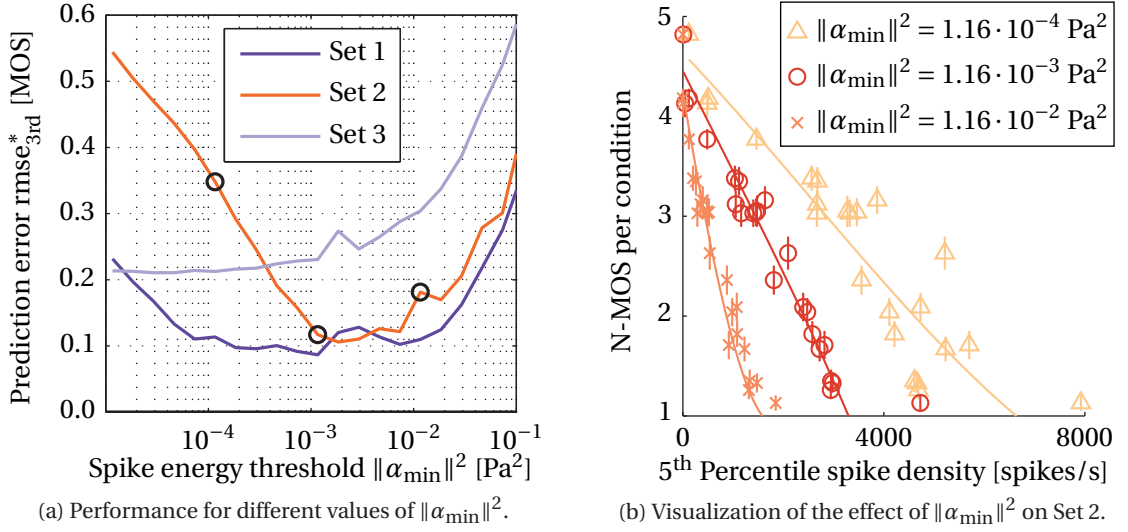 Prediction error rmse*3rd [MOS]
0.6
0.5
0.4
0.3
0.2
0.1
0.0
Set 1
Set 2
Set 3
10−4
10−3
10−2
10−1
Spike energy threshold ‖αmin‖2 [Pa2]
(a) Performance for different values of ‖αmin‖2.
N-MOS per condition
5
4
3
2
1
‖αmin‖2 = 1.16·10−4 Pa2
‖αmin‖2 = 1.16·10−3 Pa2
‖αmin‖2 = 1.16·10−2 Pa2
0
4000
8000
5th Percentile spike density [spikes/s]
(b) Visualization of the effect of ‖αmin‖2 on Set 2.